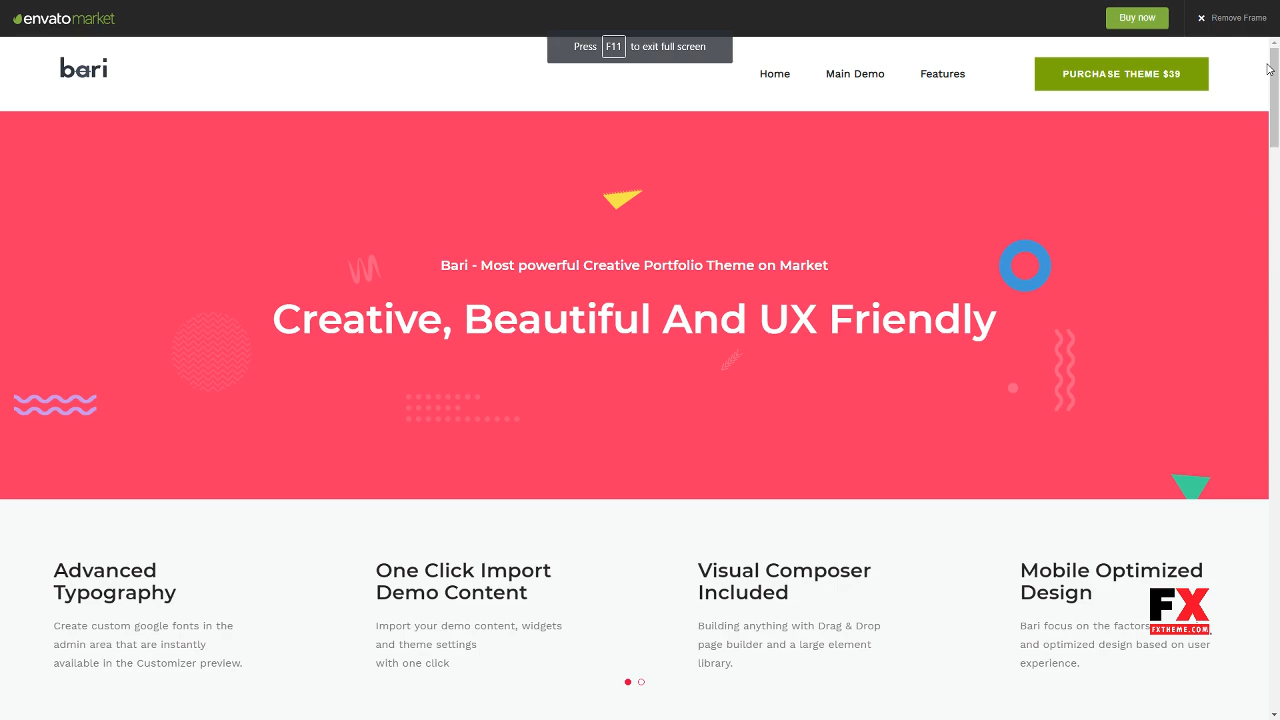 envatomarket
Buy now
× Remove Frame
Press F11 to exit full screen
bari
Home
Main Demo
Features
PURCHASE THEME $39
Bari - Most powerful Creative Portfolio Theme on Market
Creative, Beautiful And UX Friendly
Advanced
Typography
Create custom google fonts in the
admin area that are instantly
available in the Customizer preview.
One Click Import
Demo Content
Import your demo content, widgets
and theme settings
with one click
Visual Composer
Included
Building anything with Drag & Drop
page builder and a large element
library.
Mobile Optimized
Design
Bari focus on the factors
and optimized design based on user
experience.
FX
FXTHEME.COM